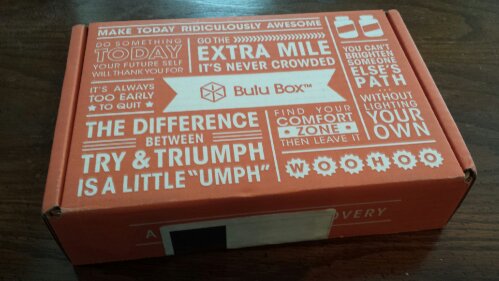 MAKE TODAY RIDICULOUSLY AWESOME
DO SOMETHING
TODAY
YOUR FUTURE SELF
WILL THANK YOU FOR
IT'S ALWAYS
TOO EARLY
TO QUIT
GO THE
EXTRA MILE
IT'S NEVER CROWDED
YOU CAN'T
BRIGHTEN
SOMEONE
ELSE'S
PATH
WITHOUT
LIGHTING
YOUR
OWN
Bulu Box™
THE DIFFERENCE
BETWEEN
TRY & TRIUMPH
IS A LITTLE "UMPH"
FIND YOUR
COMFORT
ZONE
THEN LEAVE IT
WOOHOO